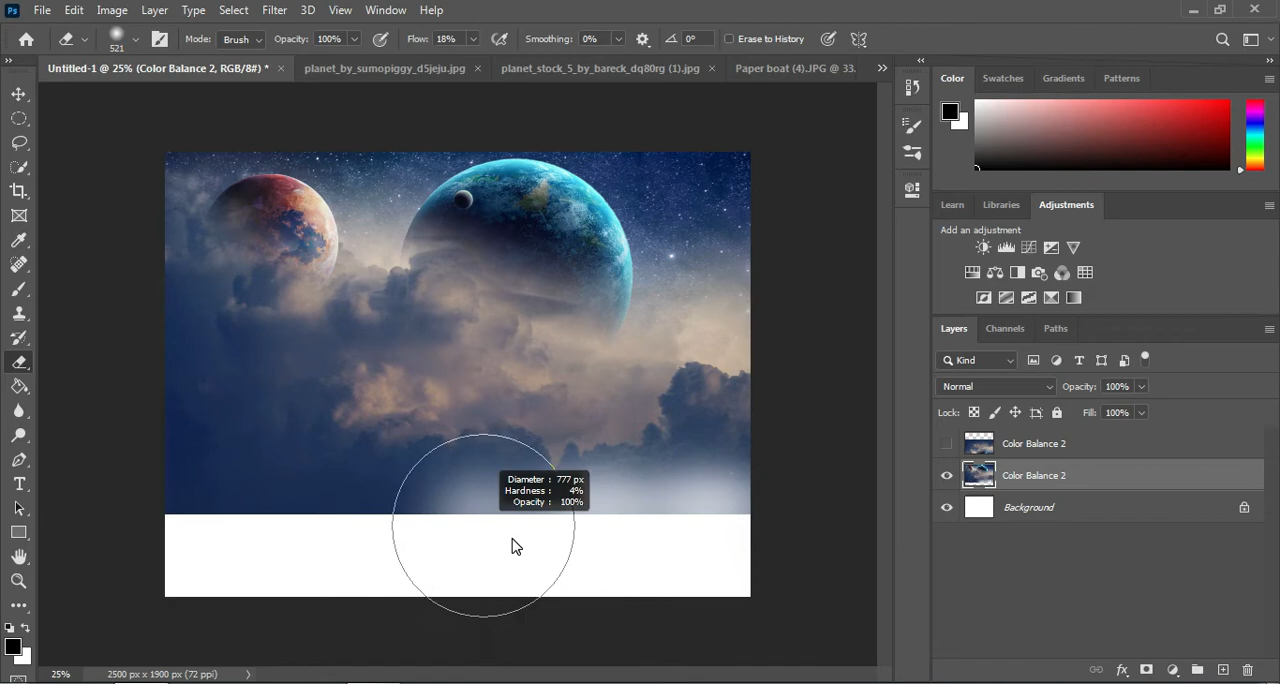 Ps File Edit Image Layer Type Select Filter 3D View Window Help
521 Mode: Brush Opacity: 100% Flow: 18% Smoothing: 0% 0° Erase to History
Untitled-1 @ 25% (Color Balance 2, RGB/8#) * × planet_by_sumopiggy_d5jeju.jpg × planet_stock_5_by_bareck_dq80rg (1).jpg × Paper boat (4).JPG @ 33.
Color Swatches Gradients Patterns
Learn Libraries Adjustments
Add an adjustment
Layers Channels Paths
Kind
Normal Opacity: 100%
Lock: Fill: 100%
Color Balance 2
Color Balance 2
Background
Diameter : 777 px
Hardness : 4%
Opacity : 100%
25% 2500 px x 1900 px (72 ppi)